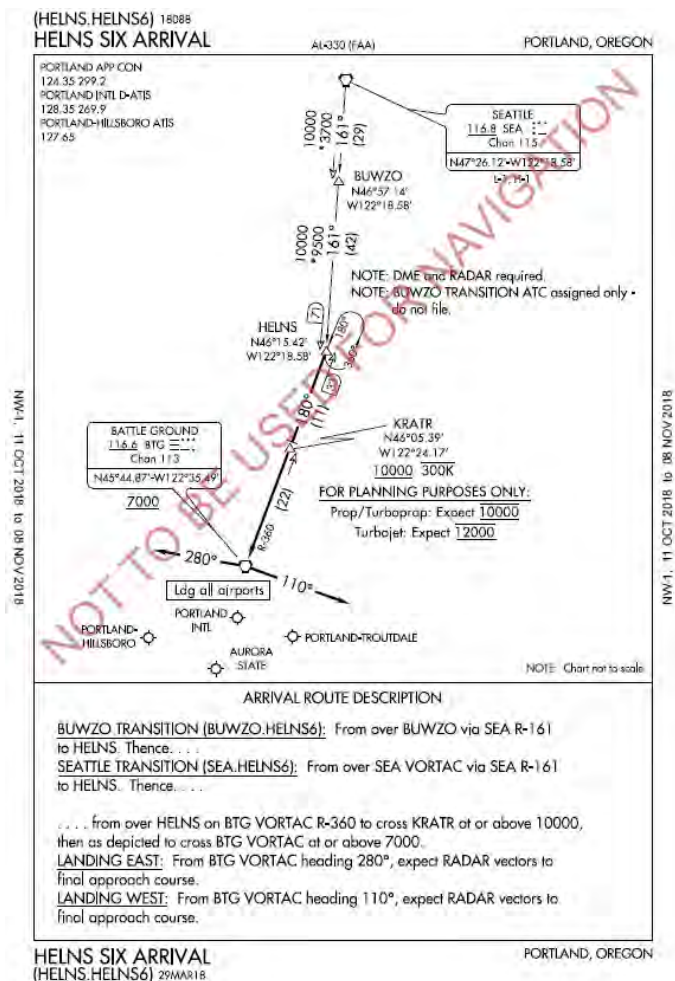 (HELNS.HELNS6) 18088
HELNS SIX ARRIVAL
AL-330 (FAA)
PORTLAND, OREGON
PORTLAND APP CON
124.35 299.2
PORTLAND INTL D-ATIS
128.35 269.9
PORTLAND-HILLSBORO ATIS
127.65
10000
*3700
161°
(29)
SEATTLE
116.8 SEA
Chan 115
N47°26.12'-W122°18.58'
L-1, H-1
BUWZO
N46°57.14'
W122°18.58'
10000
*9500
161°
(42)
NOTE: DME and RADAR required.
NOTE: BUWZO TRANSITION ATC assigned only -
do not file.
HELNS
N46°15.42'
W122°18.58'
71
180°
360°
33
180°
(11)
KRATR
N46°05.39'
W122°24.17'
10000 300K
BATTLE GROUND
116.6 BTG
Chan 113
N45°44.87'-W122°35.49'
7000
FOR PLANNING PURPOSES ONLY:
Prop/Turboprop: Expect 10000
Turbojet: Expect 12000
R-360
(22)
280°
110°
Ldg all airports
PORTLAND
INTL
PORTLAND-
HILLSBORO
PORTLAND-TROUTDALE
AURORA
STATE
NOTE: Chart not to scale.
NOT TO BE USED FOR NAVIGATION
NW-1, 11 OCT 2018 to 08 NOV 2018
NW-1, 11 OCT 2018 to 08 NOV 2018
ARRIVAL ROUTE DESCRIPTION
BUWZO TRANSITION (BUWZO.HELNS6): From over BUWZO via SEA R-161
to HELNS. Thence. . . .
SEATTLE TRANSITION (SEA.HELNS6): From over SEA VORTAC via SEA R-161
to HELNS. Thence. . . .
. . . . from over HELNS on BTG VORTAC R-360 to cross KRATR at or above 10000,
then as depicted to cross BTG VORTAC at or above 7000.
LANDING EAST: From BTG VORTAC heading 280°, expect RADAR vectors to
final approach course.
LANDING WEST: From BTG VORTAC heading 110°, expect RADAR vectors to
final approach course.
HELNS SIX ARRIVAL
(HELNS.HELNS6) 29MAR18
PORTLAND, OREGON